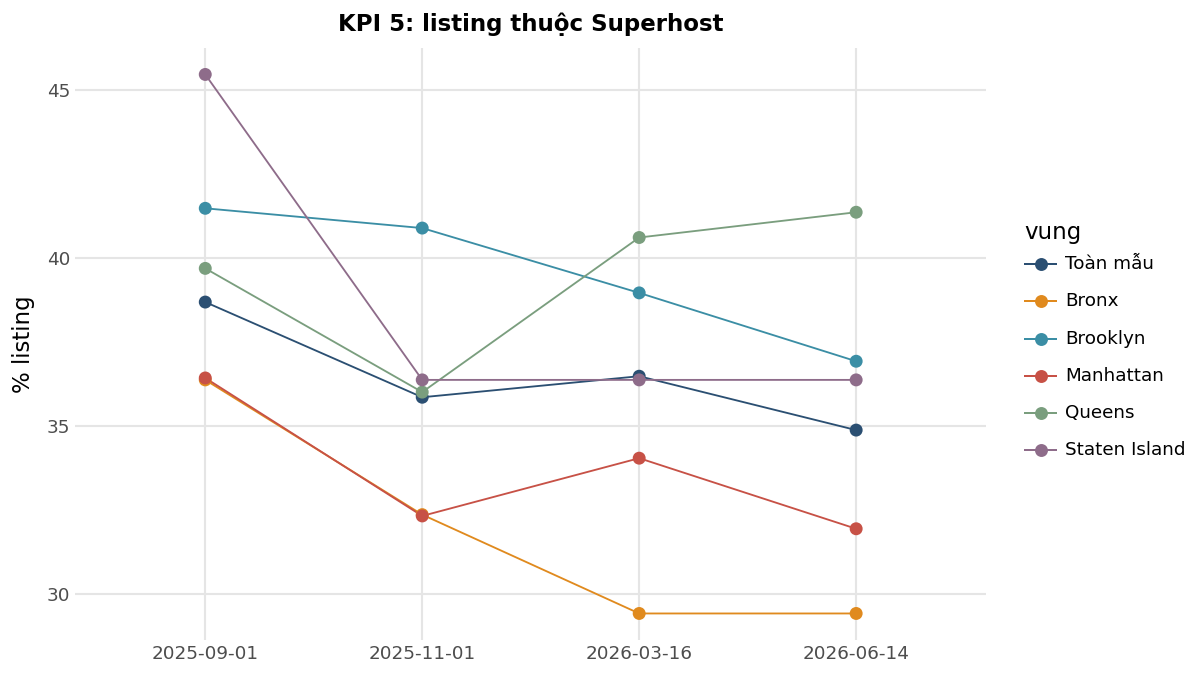 KPI 5: listing thuộc Superhost
% listing
45
40
35
30
2025-09-01
2025-11-01
2026-03-16
2026-06-14
vung
Toàn mẫu
Bronx
Brooklyn
Manhattan
Queens
Staten Island